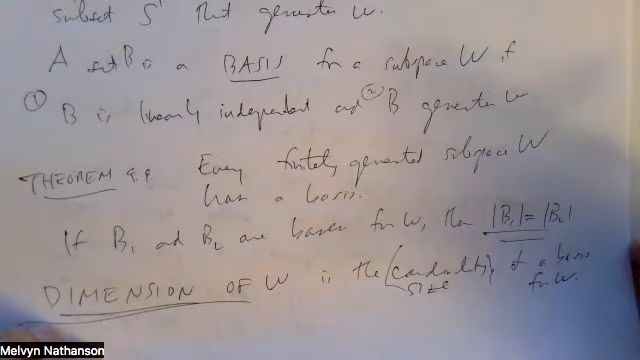 subset S' that generates W.
A set B is a BASIS for a subspace W if
① B is linearly independent and ② B generates W
THEOREM 9.9. Every finitely generated subspace W
has a basis.
If B₁ and B₂ are bases for W, then |B₁| = |B₂|
DIMENSION OF W is the (cardinality) of a basis
size for W.
Melvyn Nathanson